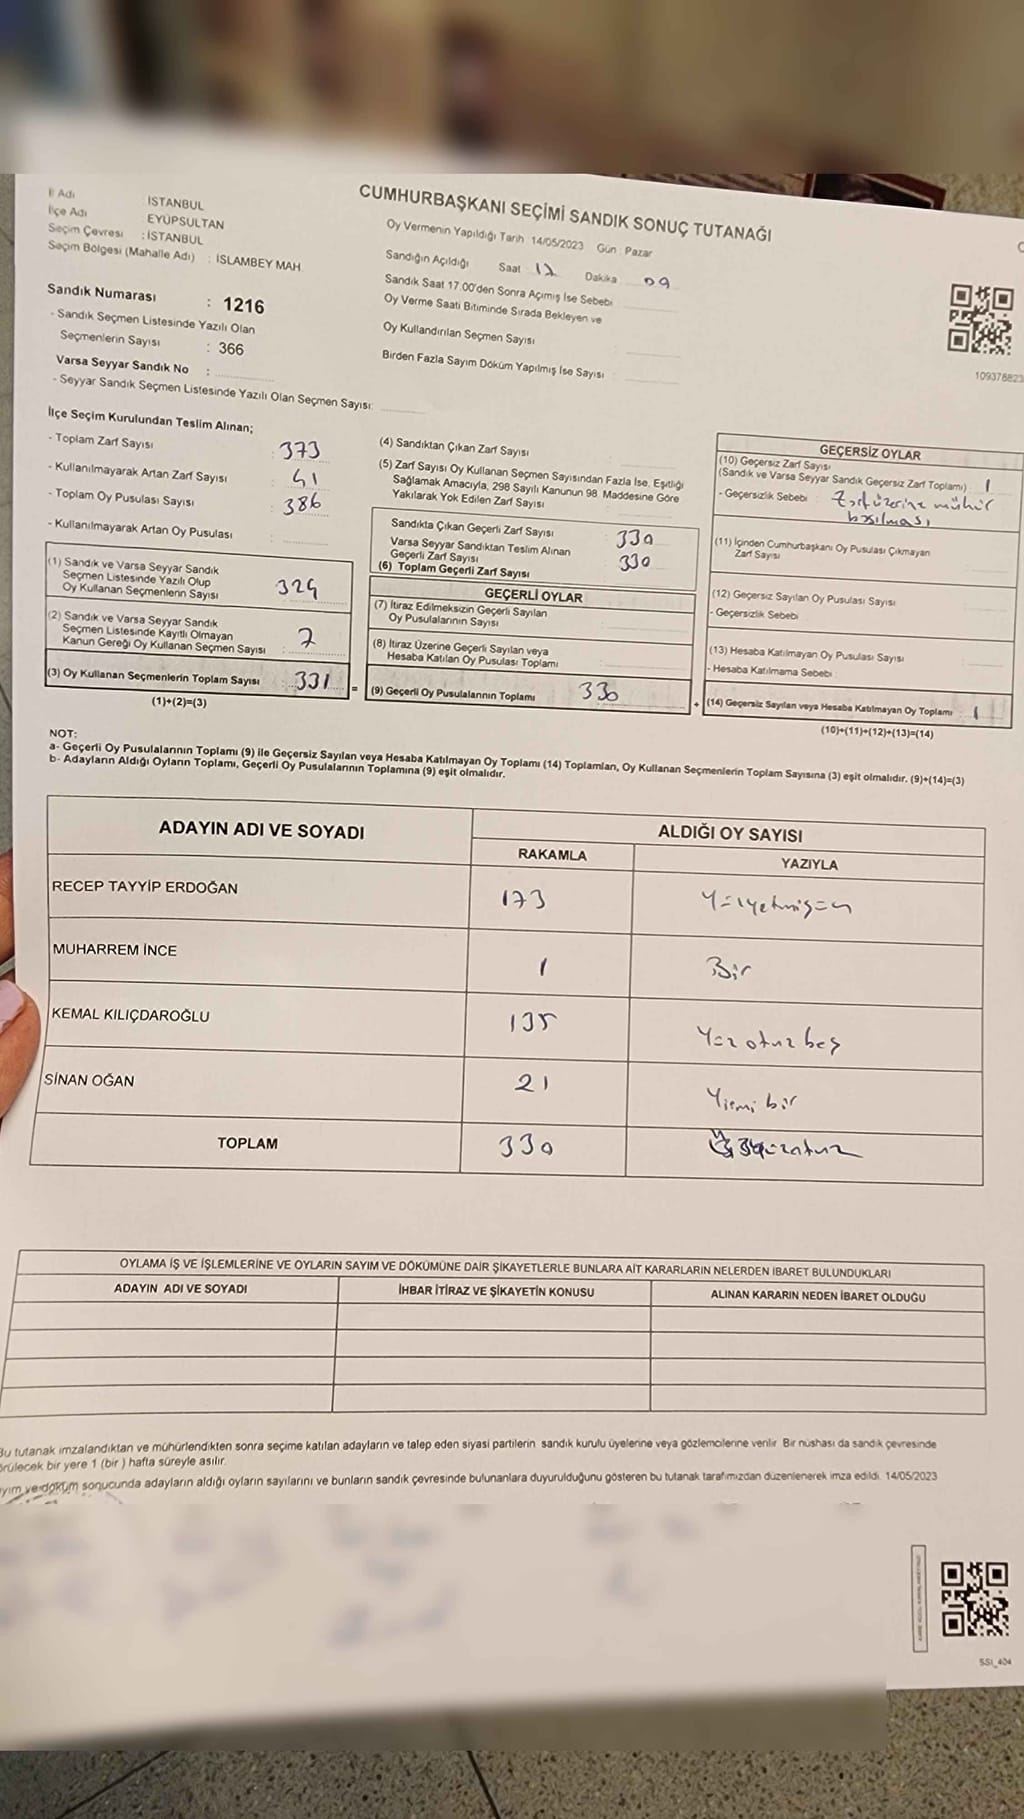 CUMHURBAŞKANI SEÇİMİ SANDIK SONUÇ TUTANAĞI
İl Adı : İSTANBUL
İlçe Adı : EYÜPSULTAN
Seçim Çevresi : İSTANBUL
Seçim Bölgesi (Mahalle Adı) : İSLAMBEY MAH.
Sandık Numarası : 1216
- Sandık Seçmen Listesinde Yazılı Olan
Seçmenlerin Sayısı : 366
Varsa Seyyar Sandık No :
- Seyyar Sandık Seçmen Listesinde Yazılı Olan Seçmen Sayısı:
Oy Vermenin Yapıldığı Tarih : 14/05/2023 Gün : Pazar
Sandığın Açıldığı Saat 17 Dakika 09
Sandık Saat 17.00'den Sonra Açımış İse Sebebi
Oy Verme Saati Bitiminde Sırada Bekleyen ve
Oy Kullandırılan Seçmen Sayısı
Birden Fazla Sayım Döküm Yapılmış İse Sayısı
109376823
İlçe Seçim Kurulundan Teslim Alınan;
- Toplam Zarf Sayısı : 373
- Kullanılmayarak Artan Zarf Sayısı : 41
- Toplam Oy Pusulası Sayısı : 386
- Kullanılmayarak Artan Oy Pusulası :
(1) Sandık ve Varsa Seyyar Sandık
Seçmen Listesinde Yazılı Olup
Oy Kullanan Seçmenlerin Sayısı 324
(2) Sandık ve Varsa Seyyar Sandık
Seçmen Listesinde Kayıtlı Olmayan
Kanun Gereği Oy Kullanan Seçmen Sayısı : 7
(3) Oy Kullanan Seçmenlerin Toplam Sayısı 331
(1)+(2)=(3)
=
(4) Sandıktan Çıkan Zarf Sayısı
(5) Zarf Sayısı Oy Kullanan Seçmen Sayısından Fazla İse, Eşitliği
Sağlamak Amacıyla, 298 Sayılı Kanunun 98. Maddesine Göre
Yakılarak Yok Edilen Zarf Sayısı
Sandıkta Çıkan Geçerli Zarf Sayısı 330
Varsa Seyyar Sandıktan Teslim Alınan
Geçerli Zarf Sayısı
(6) Toplam Geçerli Zarf Sayısı 330
GEÇERLİ OYLAR
(7) İtiraz Edilmeksizin Geçerli Sayılan
Oy Pusulalarının Sayısı
(8) İtiraz Üzerine Geçerli Sayılan veya
Hesaba Katılan Oy Pusulası Toplamı
(9) Geçerli Oy Pusulalarının Toplamı 330
+
GEÇERSİZ OYLAR
(10) Geçersiz Zarf Sayısı
(Sandık ve Varsa Seyyar Sandık Geçersiz Zarf Toplamı) 1
- Geçersizlik Sebebi : Zarf üzerine mühür
basılması
(11) İçinden Cumhurbaşkanı Oy Pusulası Çıkmayan
Zarf Sayısı
(12) Geçersiz Sayılan Oy Pusulası Sayısı
- Geçersizlik Sebebi :
(13) Hesaba Katılmayan Oy Pusulası Sayısı
- Hesaba Katılmama Sebebi :
(14) Geçersiz Sayılan veya Hesaba Katılmayan Oy Toplamı 1
(10)+(11)+(12)+(13)=(14)
NOT:
a- Geçerli Oy Pusulalarının Toplamı (9) ile Geçersiz Sayılan veya Hesaba Katılmayan Oy Toplamı (14) Toplamları, Oy Kullanan Seçmenlerin Toplam Sayısına (3) eşit olmalıdır. (9)+(14)=(3)
b- Adayların Aldığı Oyların Toplamı, Geçerli Oy Pusulalarının Toplamına (9) eşit olmalıdır.
ADAYIN ADI VE SOYADI ALDIĞI OY SAYISI
RAKAMLA YAZIYLA
RECEP TAYYİP ERDOĞAN 173 Yüzyetmişüç
MUHARREM İNCE 1 Bir
KEMAL KILIÇDAROĞLU 135 Yüz otuz beş
SİNAN OĞAN 21 Yirmi bir
TOPLAM 330
OYLAMA İŞ VE İŞLEMLERİNE VE OYLARIN SAYIM VE DÖKÜMÜNE DAİR ŞİKAYETLERLE BUNLARA AİT KARARLARIN NELERDEN İBARET BULUNDUKLARI
ADAYIN ADI VE SOYADI İHBAR İTİRAZ VE ŞİKAYETİN KONUSU ALINAN KARARIN NEDEN İBARET OLDUĞU
Bu tutanak imzalandıktan ve mühürlendikten sonra seçime katılan adayların ve talep eden siyasi partilerin sandık kurulu üyelerine veya gözlemcilerine verilir. Bir nüshası da sandık çevresinde
örülecek bir yere 1 (bir ) hafta süreyle asılır.
ayım ve döküm sonucunda adayların aldığı oyların sayılarını ve bunların sandık çevresinde bulunanlara duyurulduğunu gösteren bu tutanak tarafımızdan düzenlenerek imza edildi. 14/05/2023
SSI_404